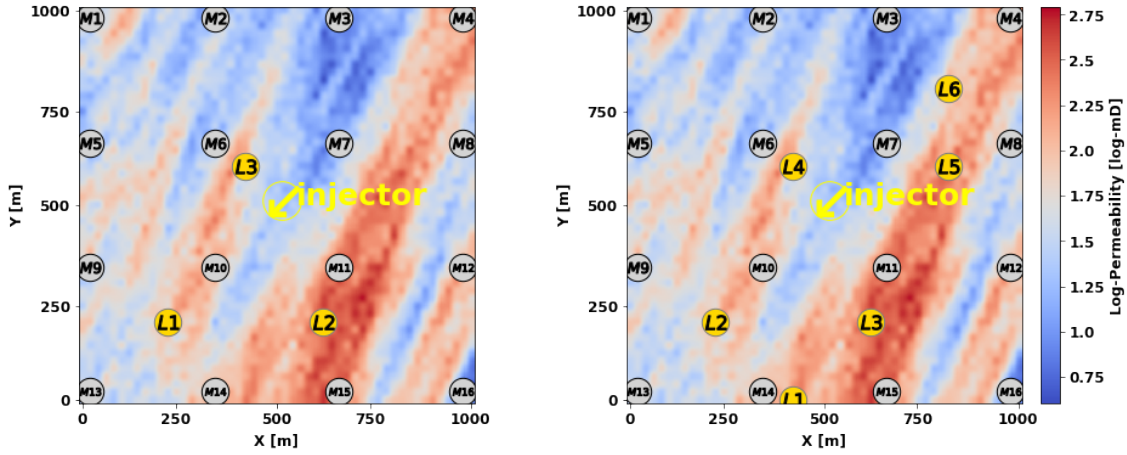 1000
M1
M2
M3
M4
750
M5
M6
M7
M8
L3
500
injector
M9
M10
M11
M12
250
L1
L2
0
M13
M14
M15
M16
0
250
500
750
1000
X [m]
Y [m]
1000
M1
M2
M3
M4
L6
750
M5
M6
M7
M8
L4
L5
500
injector
M9
M10
M11
M12
250
L2
L3
0
M13
M14
M15
M16
L1
0
250
500
750
1000
X [m]
Y [m]
2.75
2.50
2.25
2.0
1.75
1.5
1.25
1.0
0.75
Log-Permeability [log-mD]